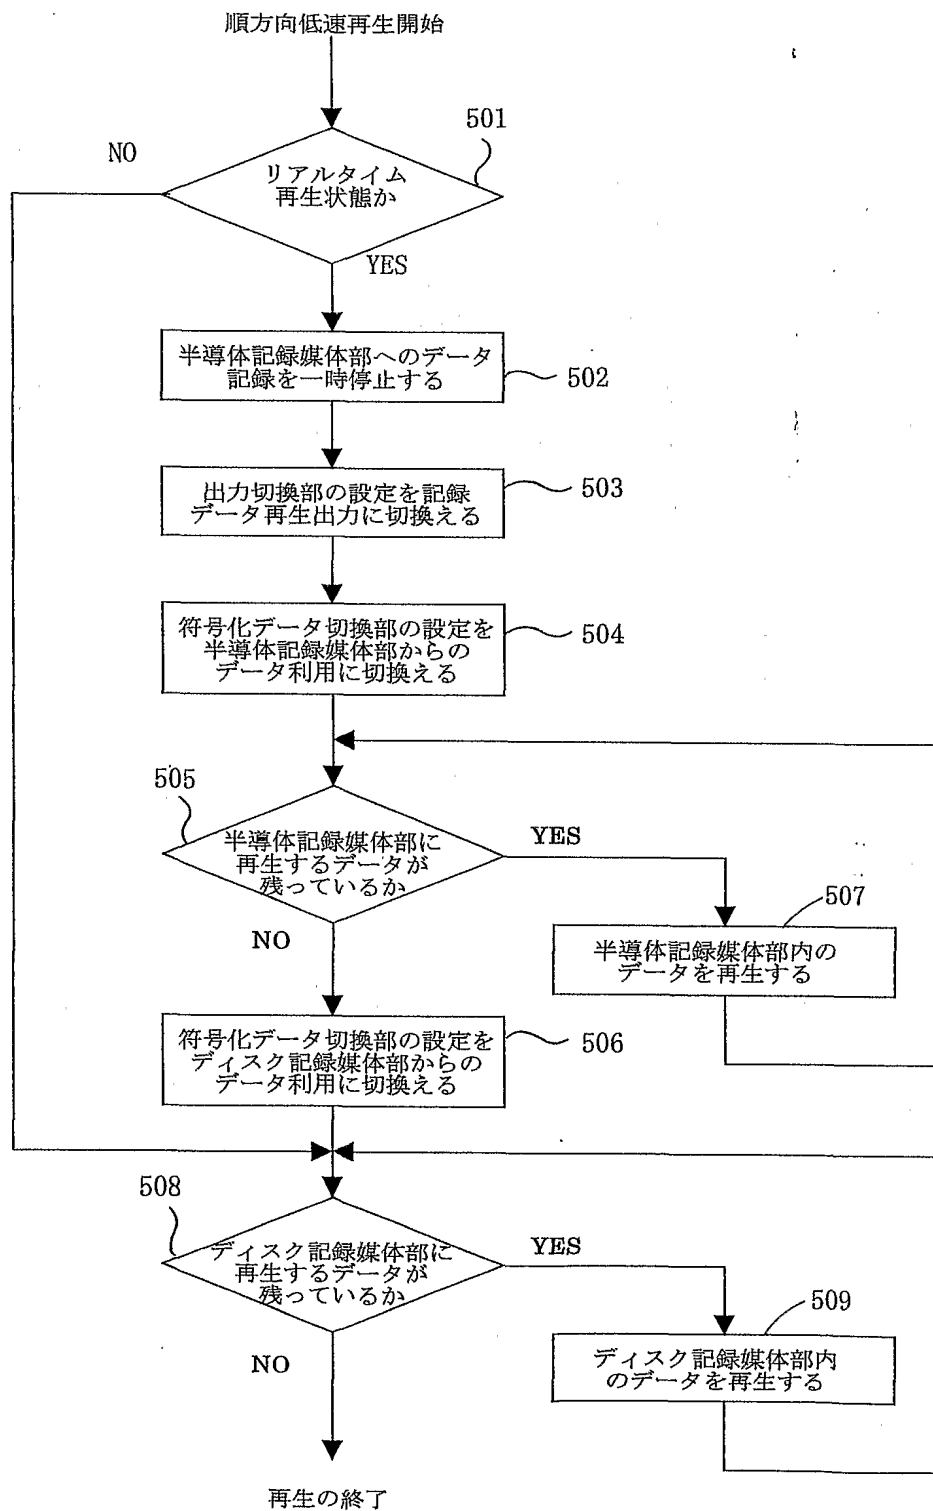 順方向低速再生開始
501
NO
リアルタイム
再生状態か
YES
半導体記録媒体部へのデータ
記録を一時停止する
502
出力切換部の設定を記録
データ再生出力に切換える
503
符号化データ切換部の設定を
半導体記録媒体部からの
データ利用に切換える
504
505
半導体記録媒体部に
再生するデータが
残っているか
YES
NO
507
半導体記録媒体部内の
データを再生する
符号化データ切換部の設定を
ディスク記録媒体部からの
データ利用に切換える
506
508
ディスク記録媒体部に
再生するデータが
残っているか
YES
NO
509
ディスク記録媒体部内
のデータを再生する
再生の終了